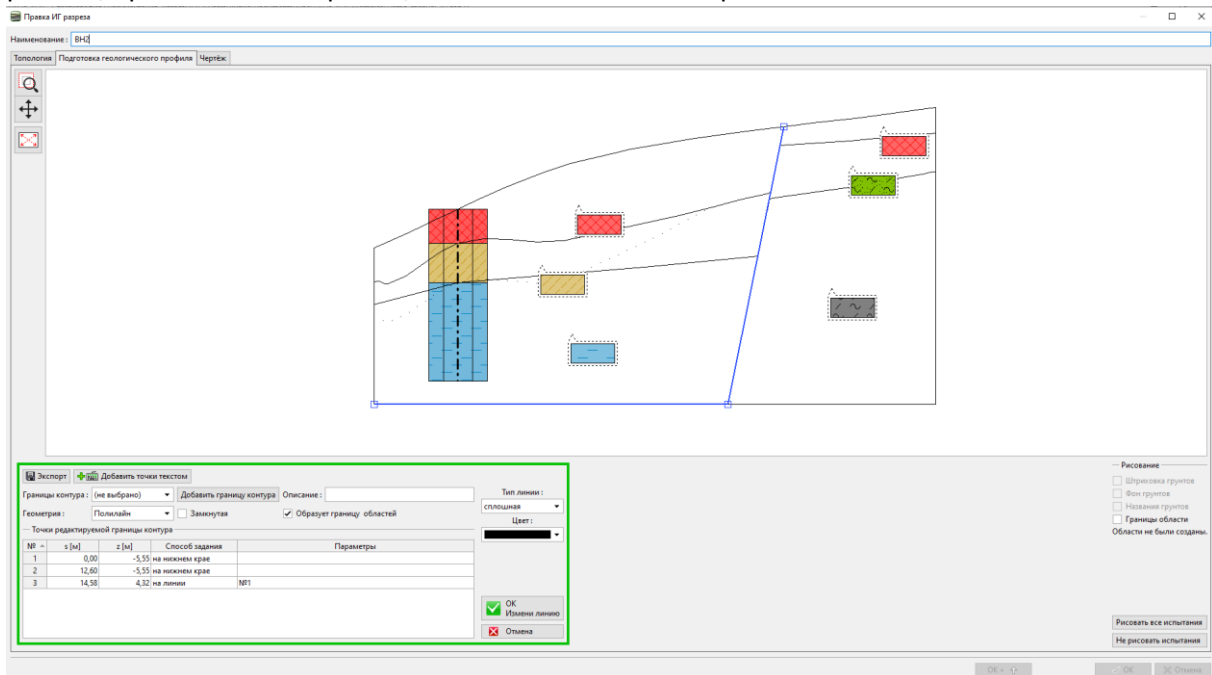 Правка ИГ разреза
Наименование : BH2
Топология Подготовка геологического профиля Чертёж
Экспорт Добавить точки текстом
Границы контура : (не выбрано) Добавить границу контура Описание :
Тип линии :
Геометрия : Полилайн Замкнутая Образует границу областей
сплошная
Цвет :
Точки редактируемой границы контура
№ s [м] z [м] Способ задания Параметры
1 0,00 -5,55 на нижнем крае
2 12,60 -5,55 на нижнем крае
3 14,58 4,32 на линии №1
OK
Измени линию
Отмена
Рисование
Штриховка грунтов
Фон грунтов
Названия грунтов
Границы области
Области не были созданы.
Рисовать все испытания
Не рисовать испытания
OK + OK Отмена